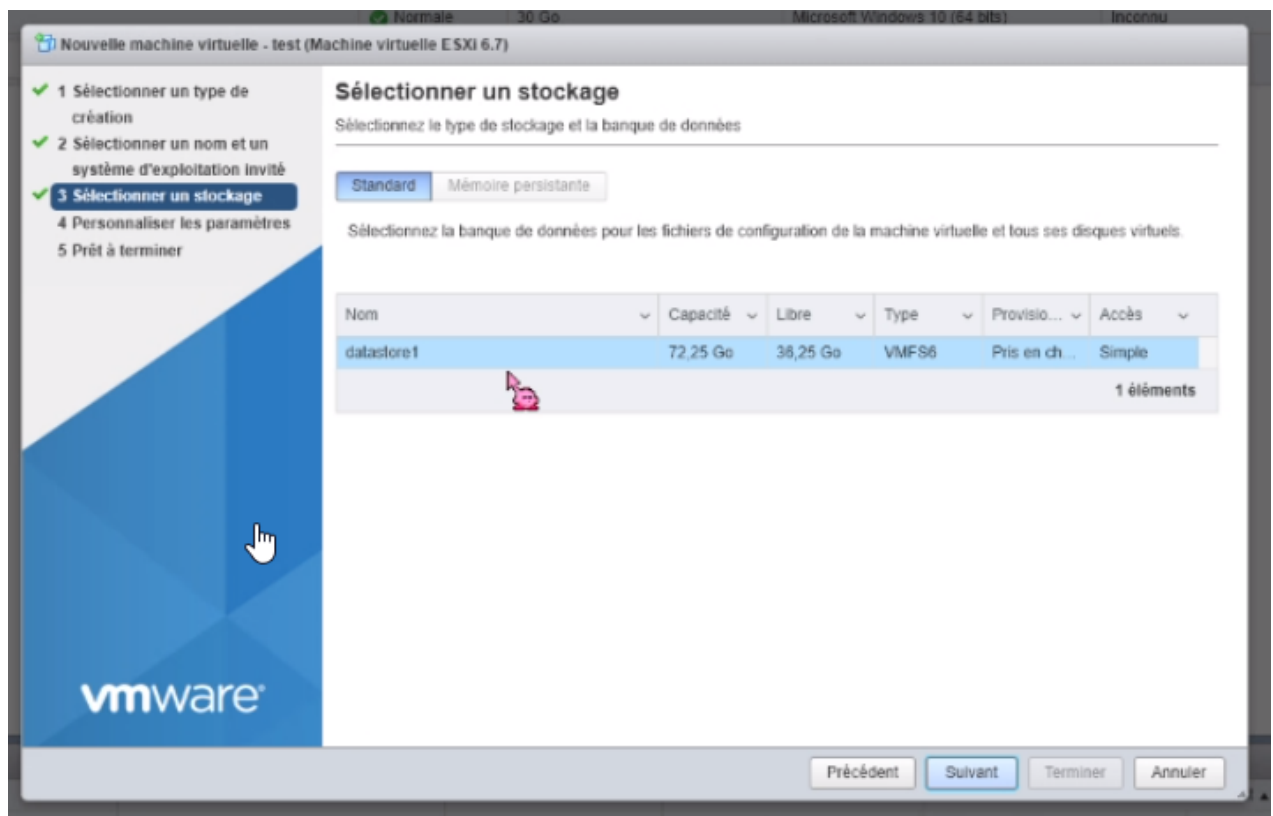 Normale 30 Go Microsoft Windows 10 (64 bits) Inconnu
Nouvelle machine virtuelle - test (Machine virtuelle ESXi 6.7)
1 Sélectionner un type de
création
2 Sélectionner un nom et un
système d'exploitation invité
3 Sélectionner un stockage
4 Personnaliser les paramètres
5 Prêt à terminer
Sélectionner un stockage
Sélectionnez le type de stockage et la banque de données
Standard Mémoire persistante
Sélectionnez la banque de données pour les fichiers de configuration de la machine virtuelle et tous ses disques virtuels.
Nom Capacité Libre Type Provisio... Accès
datastore1 72,25 Go 36,25 Go VMFS6 Pris en ch... Simple
1 éléments
vmware
Précédent Suivant Terminer Annuler